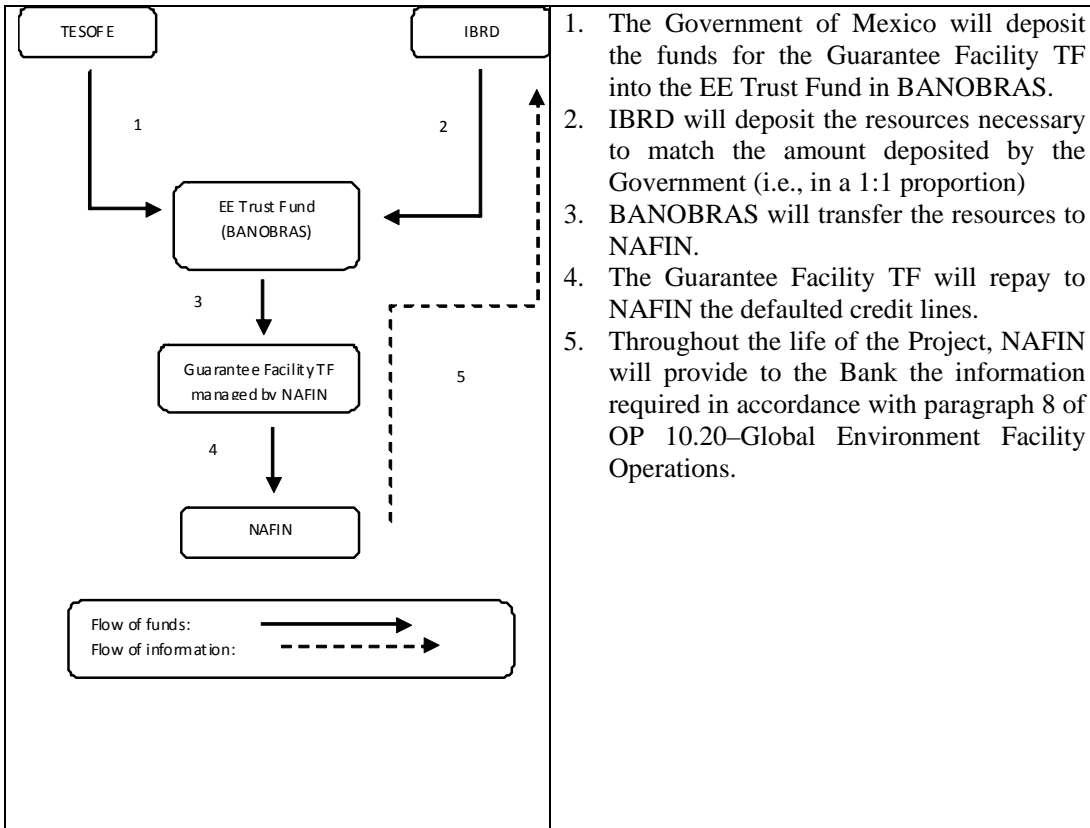 TESOFE
IBRD
1
2
EE Trust Fund
(BANOBRAS)
3
Guarantee Facility TF
managed by NAFIN
5
4
NAFIN
Flow of funds:
Flow of information:
1. The Government of Mexico will deposit
the funds for the Guarantee Facility TF
into the EE Trust Fund in BANOBRAS.
2. IBRD will deposit the resources necessary
to match the amount deposited by the
Government (i.e., in a 1:1 proportion)
3. BANOBRAS will transfer the resources to
NAFIN.
4. The Guarantee Facility TF will repay to
NAFIN the defaulted credit lines.
5. Throughout the life of the Project, NAFIN
will provide to the Bank the information
required in accordance with paragraph 8 of
OP 10.20–Global Environment Facility
Operations.